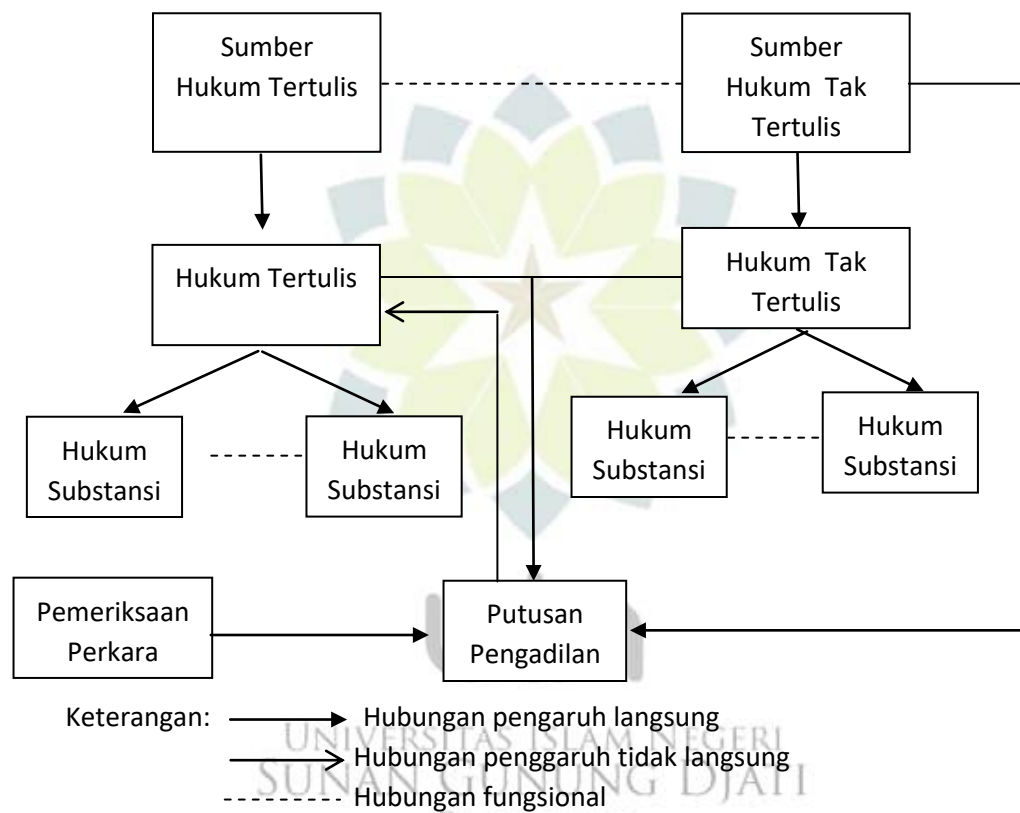 Sumber
Hukum Tertulis
Sumber
Hukum Tak
Tertulis
Hukum Tertulis
Hukum Tak
Tertulis
Hukum
Substansi
Hukum
Substansi
Hukum
Substansi
Hukum
Substansi
Pemeriksaan
Perkara
Putusan
Pengadilan
Keterangan:
Hubungan pengaruh langsung
UNIVERSITAS ISLAM NEGERI
Hubungan penggaruh tidak langsung
SUNAN GUNUNG DJATI
Hubungan fungsional